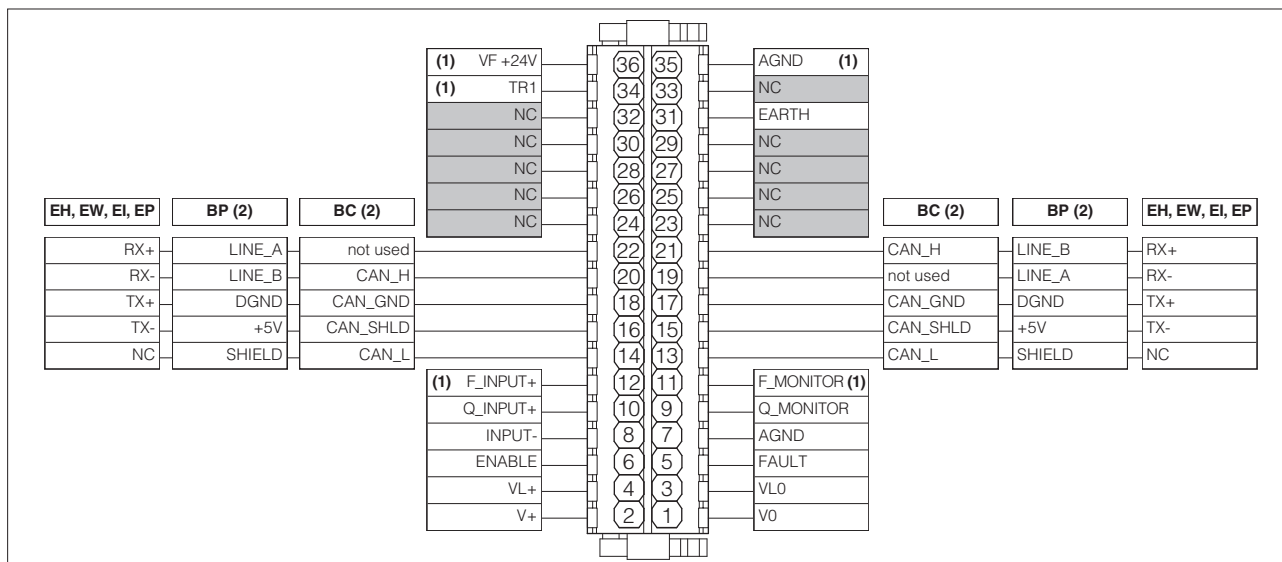 (1) VF +24V 36 35 AGND (1)
(1) TR1 34 33 NC
NC 32 31 EARTH
NC 30 29 NC
NC 28 27 NC
NC 26 25 NC
NC 24 23 NC
EH, EW, EI, EP BP (2) BC (2) BC (2) BP (2) EH, EW, EI, EP
RX+ LINE_A not used 22 21 CAN_H LINE_B RX+
RX- LINE_B CAN_H 20 19 not used LINE_A RX-
TX+ DGND CAN_GND 18 17 CAN_GND DGND TX+
TX- +5V CAN_SHLD 16 15 CAN_SHLD +5V TX-
NC SHIELD CAN_L 14 13 CAN_L SHIELD NC
(1) F_INPUT+ 12 11 F_MONITOR (1)
Q_INPUT+ 10 9 Q_MONITOR
INPUT- 8 7 AGND
ENABLE 6 5 FAULT
VL+ 4 3 VL0
V+ 2 1 V0